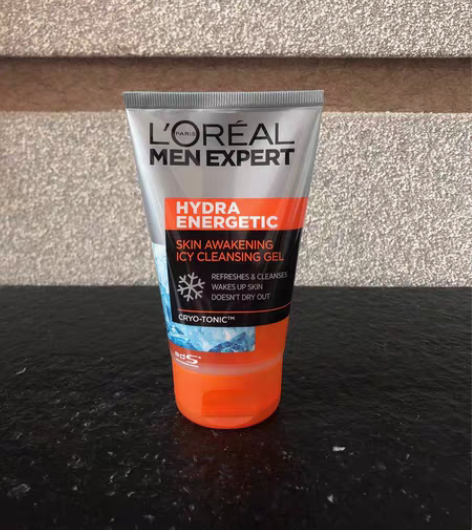 L'ORÉAL
PARIS
MEN EXPERT
HYDRA
ENERGETIC
SKIN AWAKENING
ICY CLEANSING GEL
REFRESHES & CLEANSES
WAKES UP SKIN
DOESN'T DRY OUT
CRYO-TONIC™